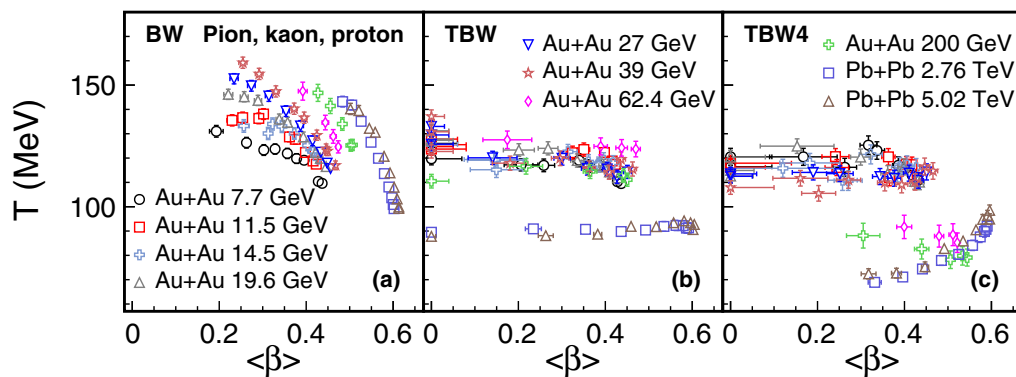 BW Pion, kaon, proton
TBW
TBW4
Au+Au 27 GeV
Au+Au 39 GeV
Au+Au 62.4 GeV
Au+Au 200 GeV
Pb+Pb 2.76 TeV
Pb+Pb 5.02 TeV
T (MeV)
150
100
Au+Au 7.7 GeV
Au+Au 11.5 GeV
Au+Au 14.5 GeV
Au+Au 19.6 GeV
(a)
(b)
(c)
0 0.2 0.4 0.6
0 0.2 0.4 0.6
0 0.2 0.4 0.6
<β>
<β>
<β>